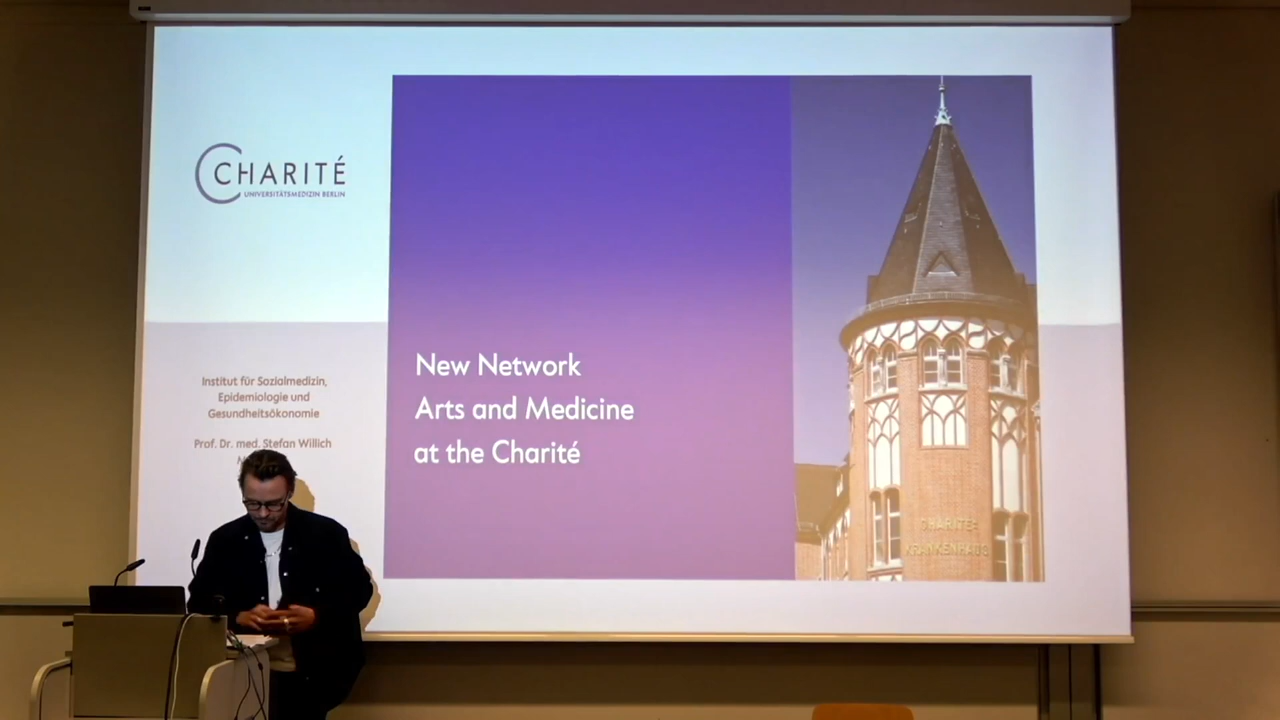 CHARITÉ
UNIVERSITÄTSMEDIZIN BERLIN
Institut für Sozialmedizin,
Epidemiologie und
Gesundheitsökonomie
Prof. Dr. med. Stefan Willich
New Network
Arts and Medicine
at the Charité
CHARITÉ
KRANKENHAUS